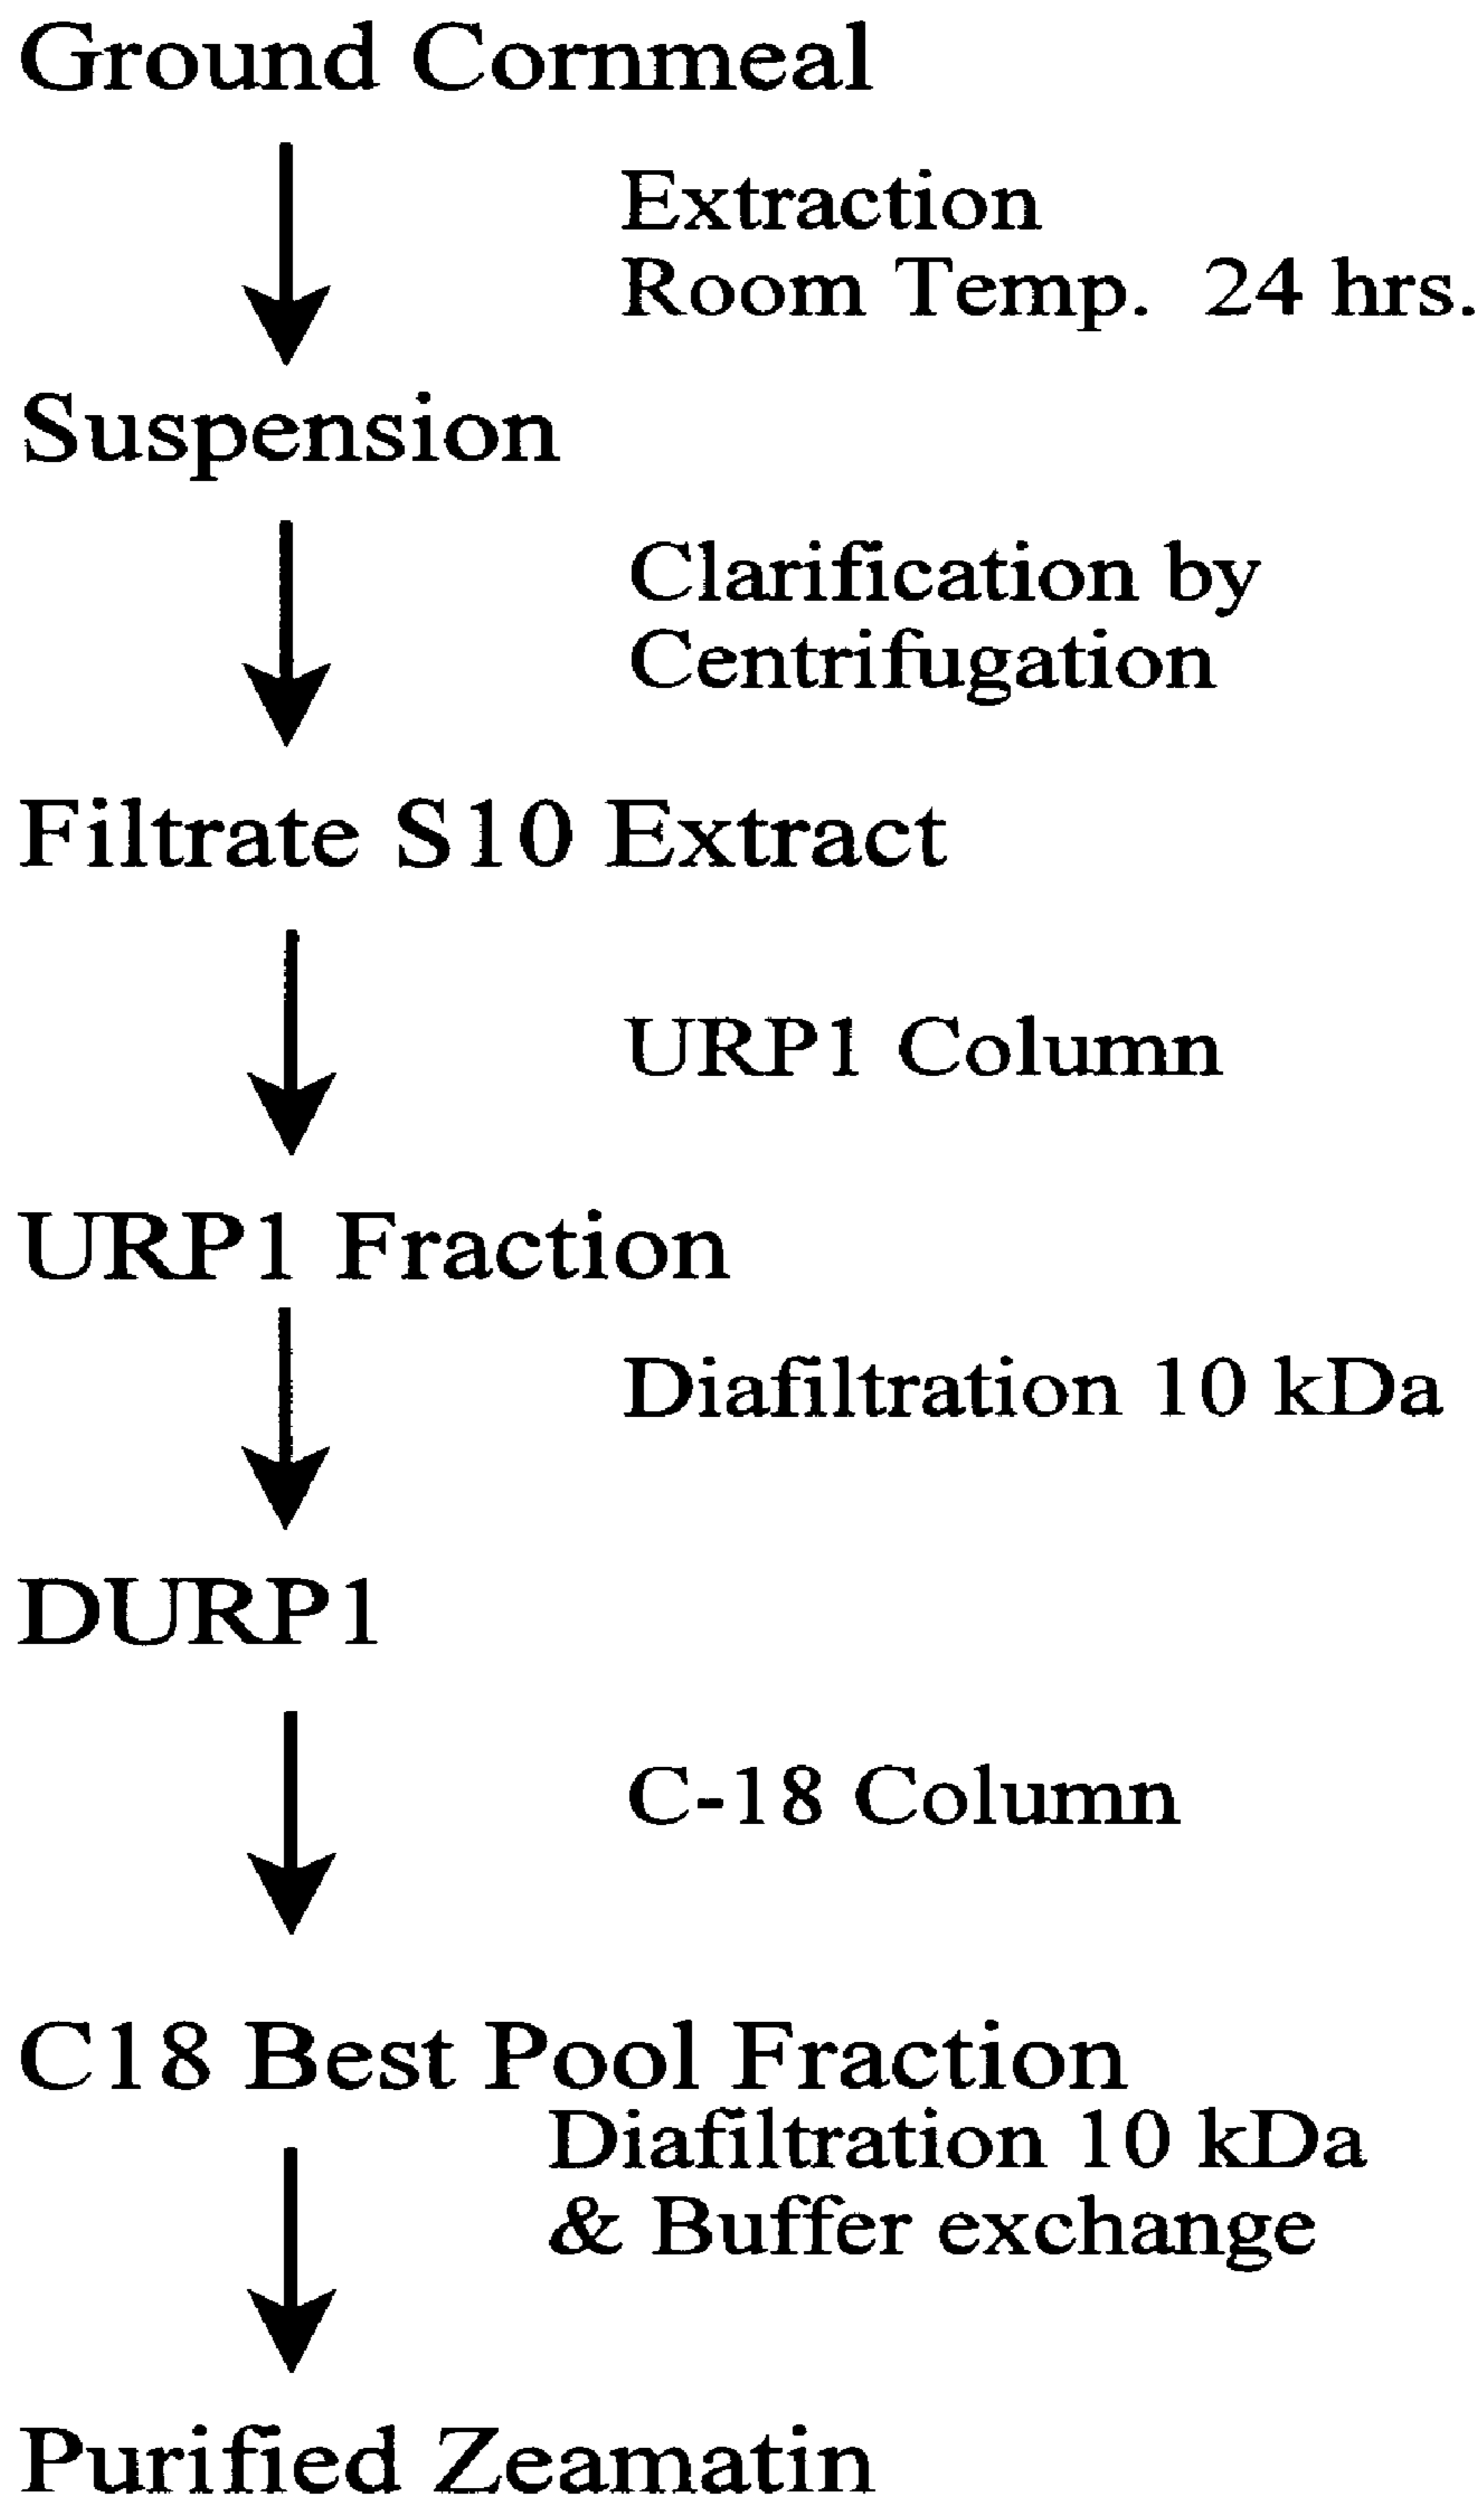 Ground Cornmeal
Extraction
Room Temp. 24 hrs.
Suspension
Clarification by
Centrifugation
Filtrate S10 Extract
URP1 Column
URP1 Fraction
Diafiltration 10 kDa
DURP1
C-18 Column
C18 Best Pool Fraction
Diafiltration 10 kDa
& Buffer exchange
Purified Zeamatin